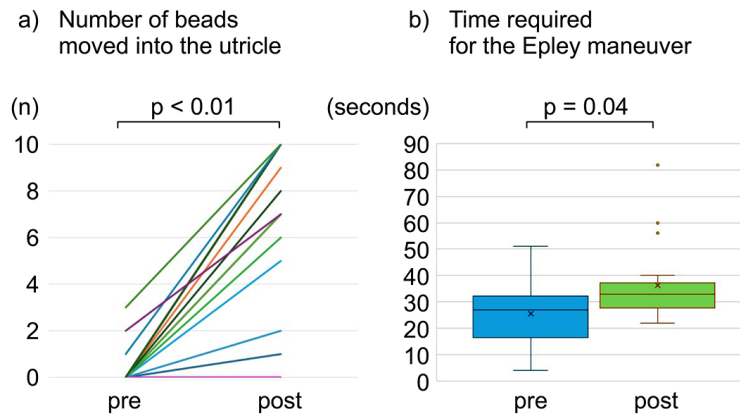 a) Number of beads
moved into the utricle
(n)
p < 0.01
10
8
6
4
2
0
pre post
b) Time required
for the Epley maneuver
(seconds)
p = 0.04
90
80
70
60
50
40
30
20
10
0
pre post